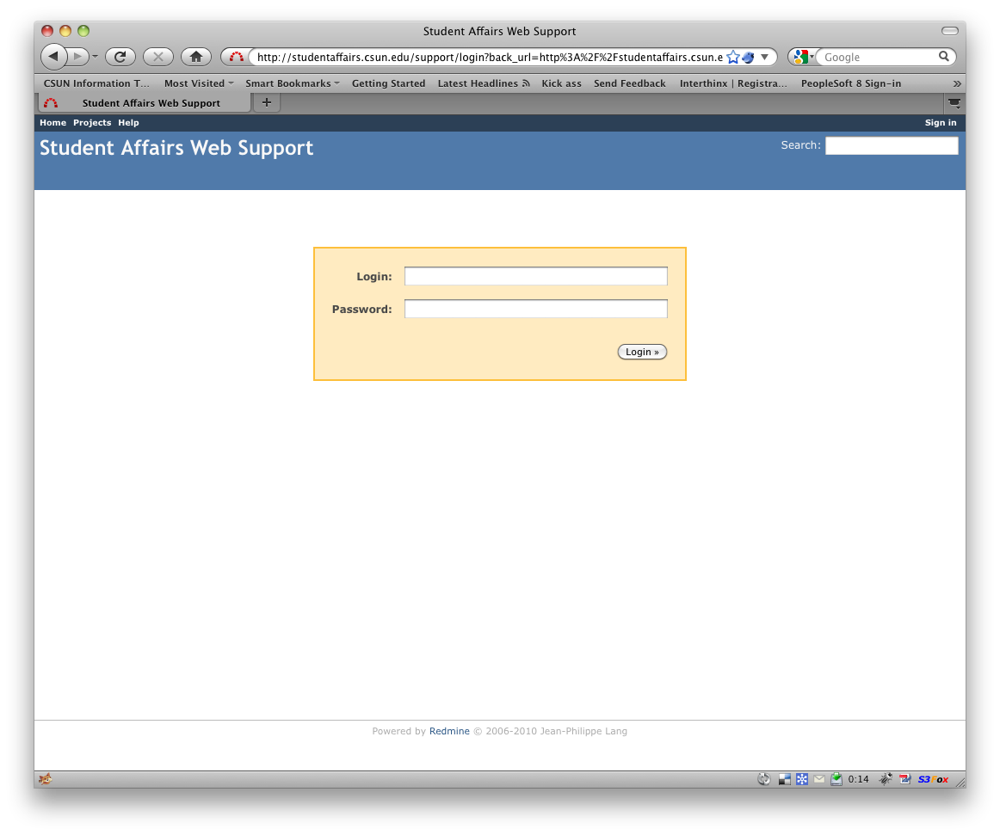 Student Affairs Web Support
http://studentaffairs.csun.edu/support/login?back_url=http%3A%2F%2Fstudentaffairs.csun.e
Google
CSUN Information T... Most Visited Smart Bookmarks Getting Started Latest Headlines Kick ass Send Feedback Interthinx | Registra... PeopleSoft 8 Sign-in »
Student Affairs Web Support +
Home Projects Help Sign in
Student Affairs Web Support Search:
Login:
Password:
Login »
Powered by Redmine © 2006-2010 Jean-Philippe Lang
0:14 S3Fox